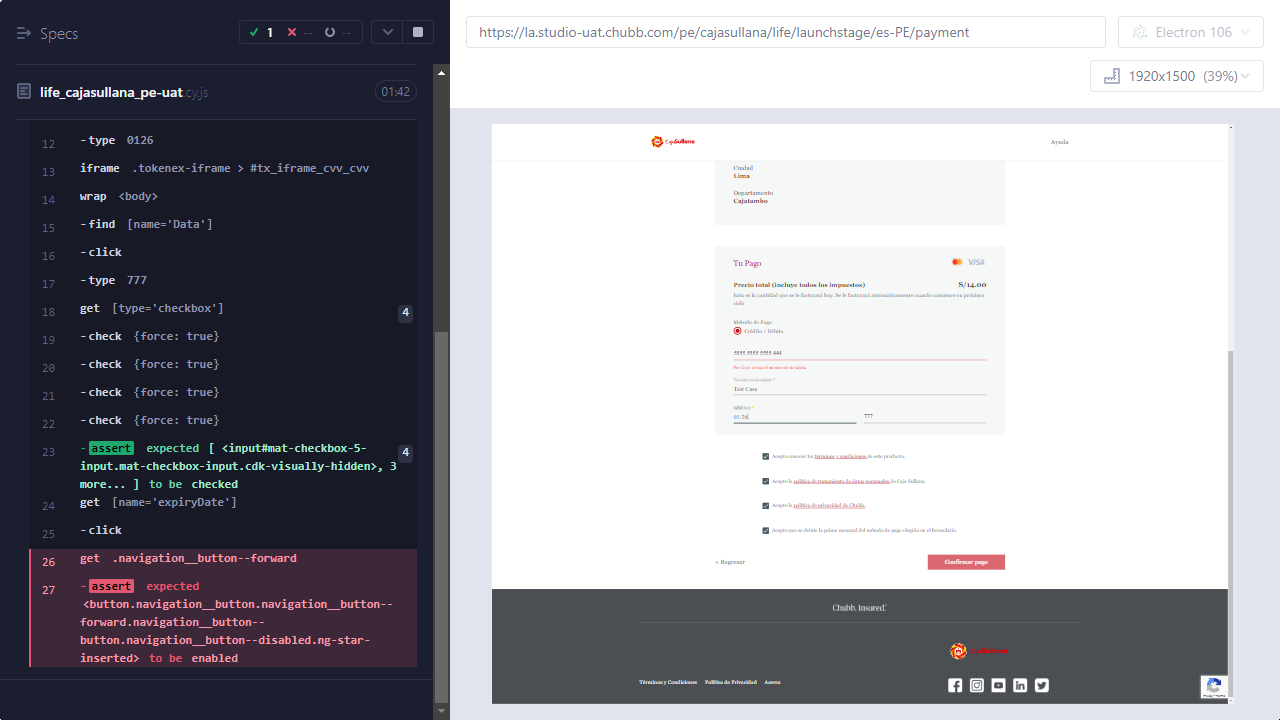 Specs
1
--
--
https://la.studio-uat.chubb.com/pe/cajasullana/life/launchstage/es-PE/payment
Electron 106
1920x1500 (39%)
life_cajasullana_pe-uat.cy.js
01:42
12 -type 0126
13 iframe .tokenex-iframe > #tx_iframe_cvv_cvv
14 wrap <body>
15 -find [name='Data']
16 -click
17 -type 777
18 get [type='checkbox'] 4
19 -check {force: true}
20 -check {force: true}
21 -check {force: true}
22 -check {force: true}
23 -assert expected [ <input#mat-checkbox-5-
input.mat-checkbox-input.cdk-visually-hidden>, 3
more... ] to be checked
4
24 get [name='expiryDate']
25 -click
26 get .navigation__button--forward
27 -assert expected
<button.navigation__button.navigation__button--
forward.navigation__button--
button.navigation__button--disabled.ng-star-
inserted> to be enabled
CajaSullana
Ayuda
Ciudad
Lima
Departamento
Cajatambo
Tu Pago
VISA
Precio total (incluye todos los impuestos) S/14.00
Esta es la cantidad que se le facturará hoy. Se le facturará automáticamente cuando comience su próximo
ciclo
Método de Pago
Crédito / Débito
5555 5555 5555 444
Por favor revisa el número de tu tarjeta
Test Case
01/26
777
Acepto conocer los términos y condiciones de este producto.
Acepto la política de tratamiento de datos personales de Caja Sullana.
Acepto la política de privacidad de Chubb.
Acepto que se debite la prima mensual del método de pago elegido en el formulario.
< Regresar
Confirmar pago
Chubb. Insured.
CajaSullana
Términos y Condiciones Política de Privacidad Acerca